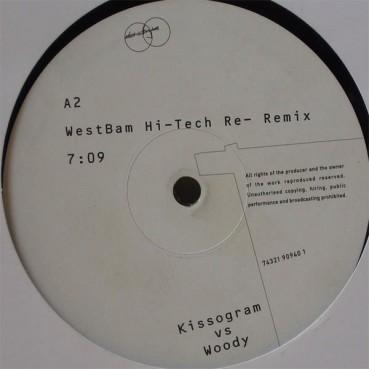 A2
WestBam Hi-Tech Re- Remix
7:09
All rights of the producer and the owner
of the work reproduced reserved.
Unauthorised copying, hiring, public
performance and broadcasting prohibited.
74321 90940 1
Kissogram
vs
Woody